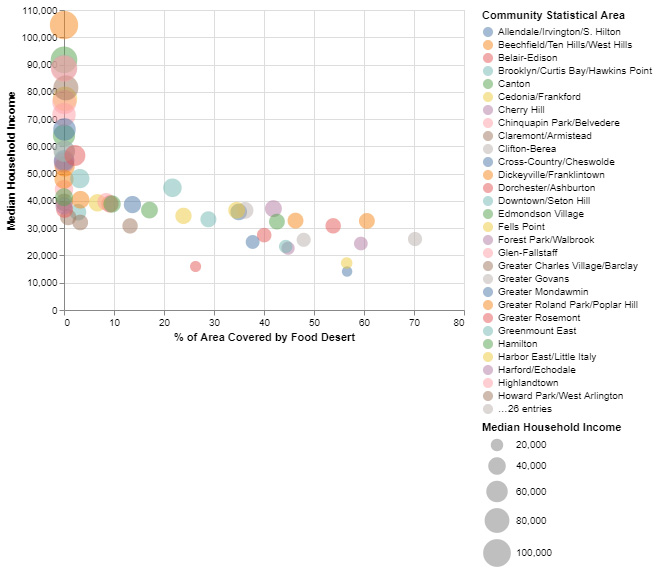 Median Household Income
110,000
100,000
90,000
80,000
70,000
60,000
50,000
40,000
30,000
20,000
10,000
0
0 10 20 30 40 50 60 70 80
% of Area Covered by Food Desert
Community Statistical Area
Allendale/Irvington/S. Hilton
Beechfield/Ten Hills/West Hills
Belair-Edison
Brooklyn/Curtis Bay/Hawkins Point
Canton
Cedonia/Frankford
Cherry Hill
Chinquapin Park/Belvedere
Claremont/Armistead
Clifton-Berea
Cross-Country/Cheswolde
Dickeyville/Franklintown
Dorchester/Ashburton
Downtown/Seton Hill
Edmondson Village
Fells Point
Forest Park/Walbrook
Glen-Fallstaff
Greater Charles Village/Barclay
Greater Govans
Greater Mondawmin
Greater Roland Park/Poplar Hill
Greater Rosemont
Greenmount East
Hamilton
Harbor East/Little Italy
Harford/Echodale
Highlandtown
Howard Park/West Arlington
…26 entries
Median Household Income
20,000
40,000
60,000
80,000
100,000